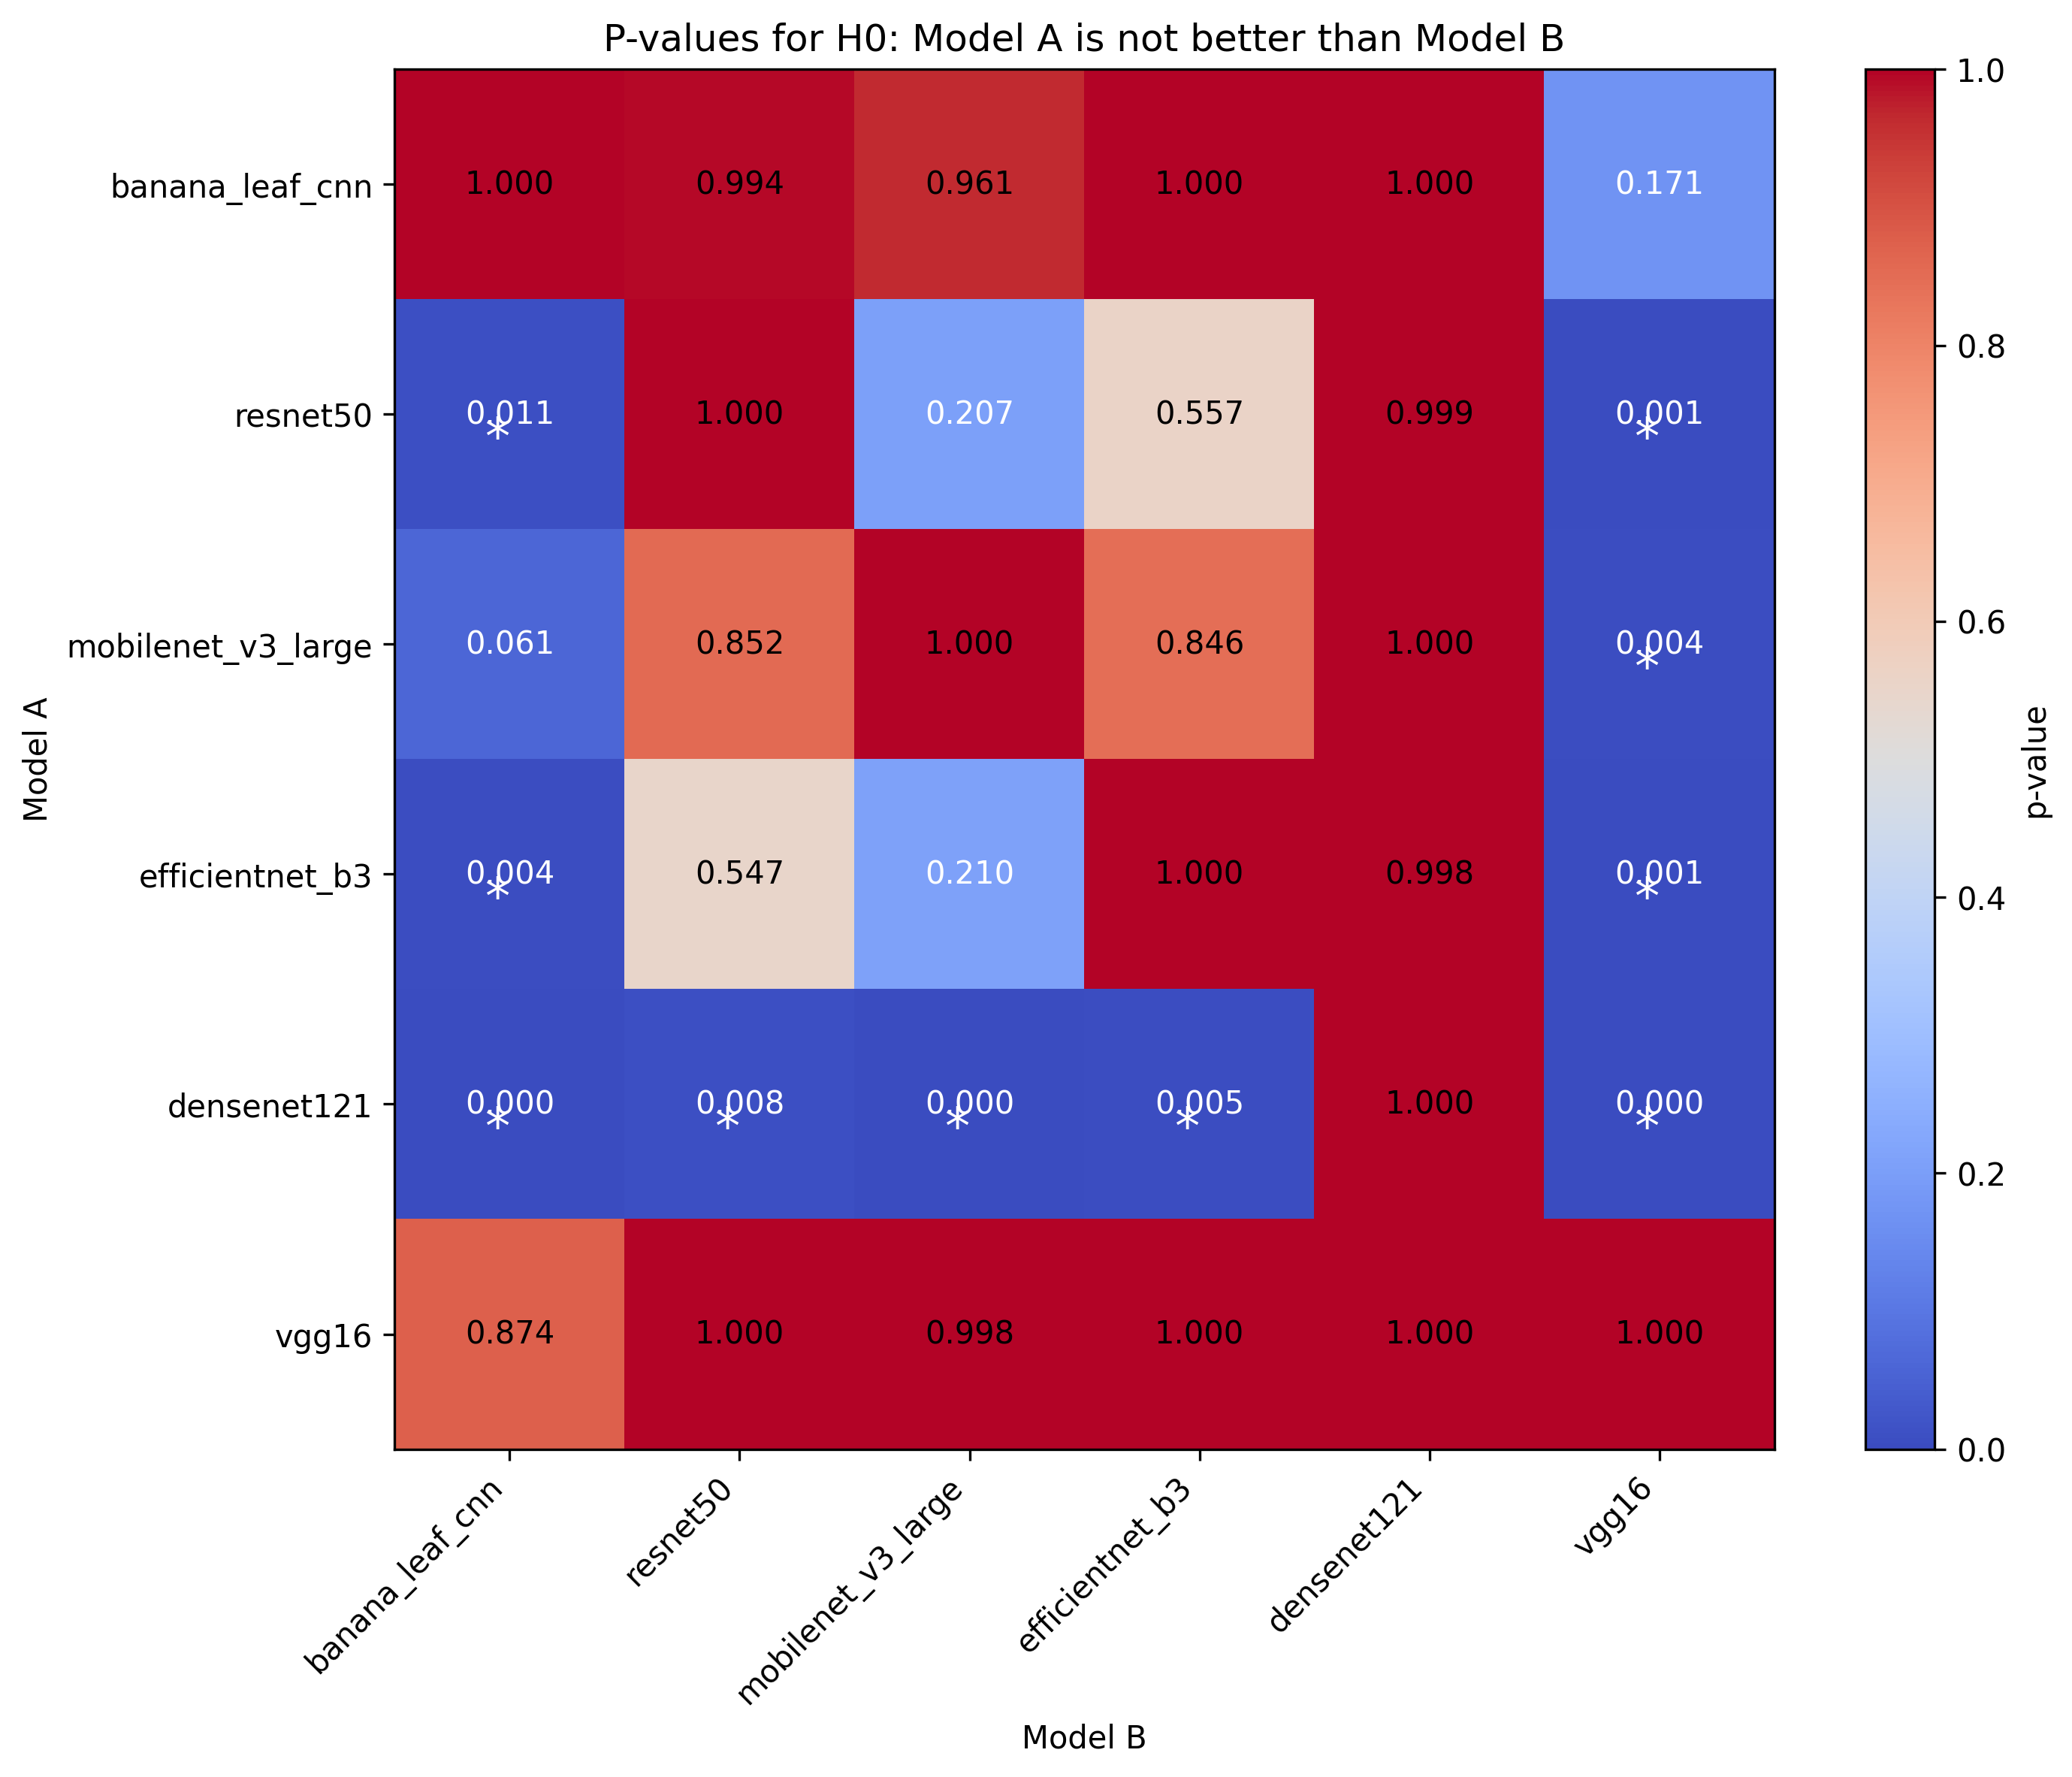 P-values for H0: Model A is not better than Model B
banana_leaf_cnn 1.000 0.994 0.961 1.000 1.000 0.171
resnet50 0.011 1.000 0.207 0.557 0.999 0.001
* *
mobilenet_v3_large 0.061 0.852 1.000 0.846 1.000 0.004
*
efficientnet_b3 0.004 0.547 0.210 1.000 0.998 0.001
* *
densenet121 0.000 0.008 0.000 0.005 1.000 0.000
* * * * *
vgg16 0.874 1.000 0.998 1.000 1.000 1.000
Model A
banana_leaf_cnn
resnet50
mobilenet_v3_large
efficientnet_b3
densenet121
vgg16
Model B
1.0
0.8
0.6
0.4
0.2
0.0
p-value